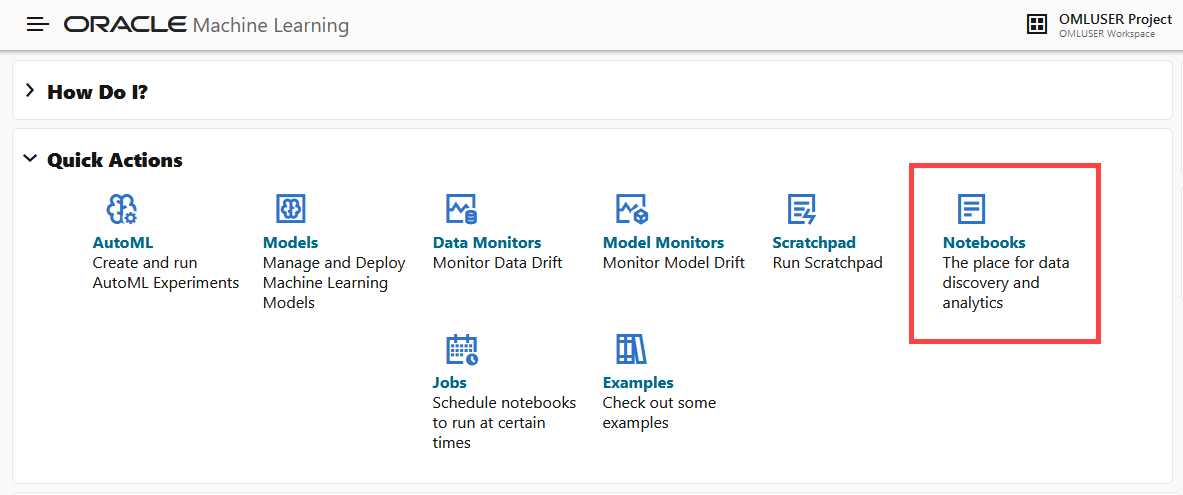 ORACLE Machine Learning
OMLUSER Project
OMLUSER Workspace
How Do I?
Quick Actions
AutoML
Create and run
AutoML Experiments
Models
Manage and Deploy
Machine Learning
Models
Data Monitors
Monitor Data Drift
Model Monitors
Monitor Model Drift
Scratchpad
Run Scratchpad
Notebooks
The place for data
discovery and
analytics
Jobs
Schedule notebooks
to run at certain
times
Examples
Check out some
examples